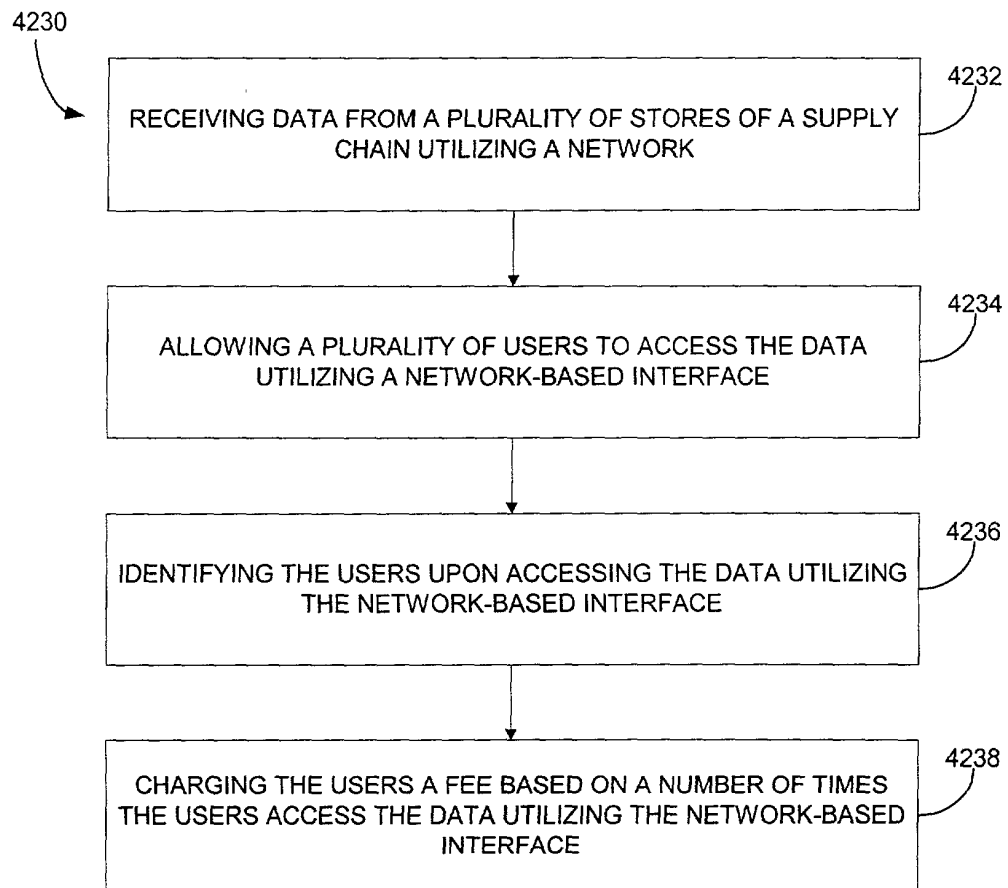 4230
4232
RECEIVING DATA FROM A PLURALITY OF STORES OF A SUPPLY
CHAIN UTILIZING A NETWORK
4234
ALLOWING A PLURALITY OF USERS TO ACCESS THE DATA
UTILIZING A NETWORK-BASED INTERFACE
4236
IDENTIFYING THE USERS UPON ACCESSING THE DATA UTILIZING
THE NETWORK-BASED INTERFACE
4238
CHARGING THE USERS A FEE BASED ON A NUMBER OF TIMES
THE USERS ACCESS THE DATA UTILIZING THE NETWORK-BASED
INTERFACE